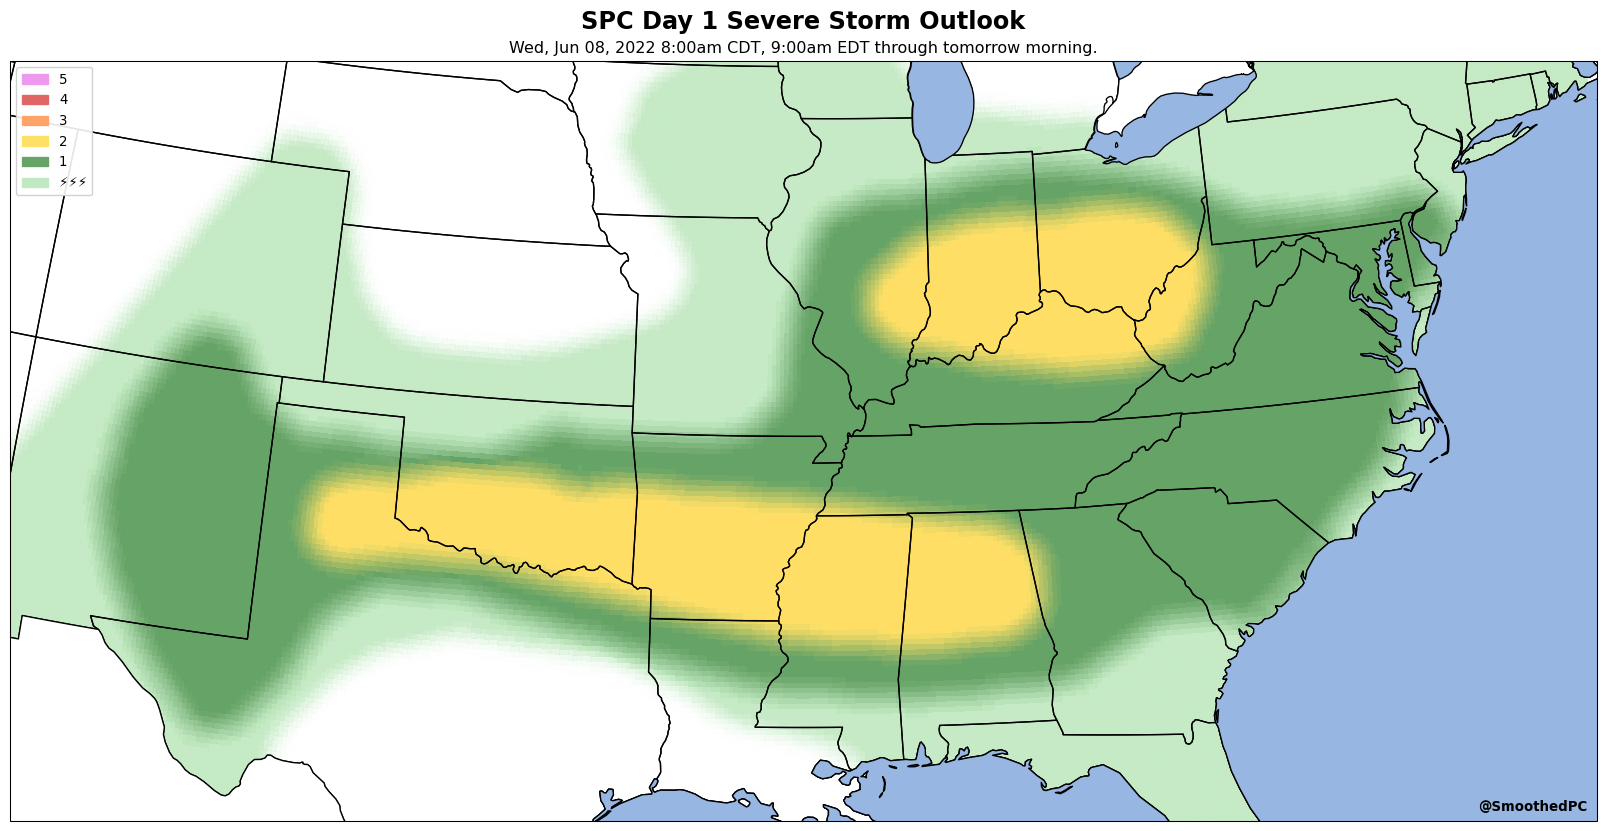 SPC Day 1 Severe Storm Outlook
Wed, Jun 08, 2022 8:00am CDT, 9:00am EDT through tomorrow morning.
5
4
3
2
1
⚡⚡⚡
@SmoothedPC